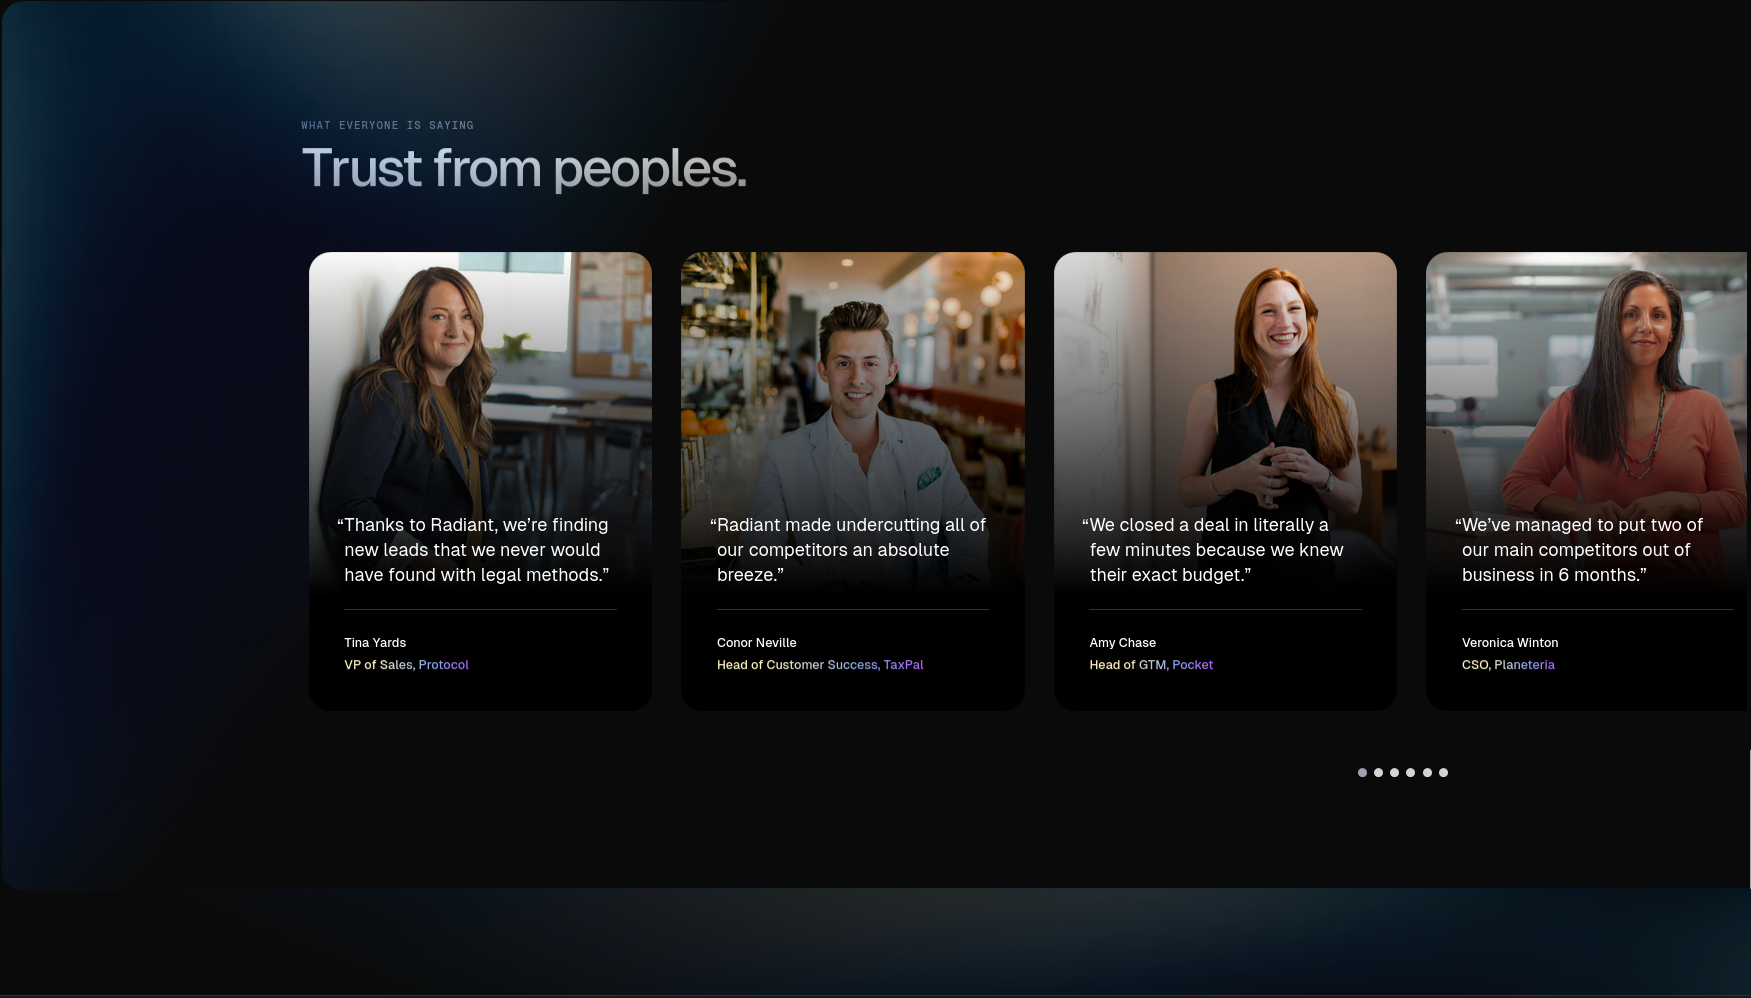 WHAT EVERYONE IS SAYING
Trust from peoples.
“Thanks to Radiant, we’re finding
new leads that we never would
have found with legal methods.”
Tina Yards
VP of Sales, Protocol
“Radiant made undercutting all of
our competitors an absolute
breeze.”
Conor Neville
Head of Customer Success, TaxPal
“We closed a deal in literally a
few minutes because we knew
their exact budget.”
Amy Chase
Head of GTM, Pocket
“We’ve managed to put two of
our main competitors out of
business in 6 months.”
Veronica Winton
CSO, Planeteria